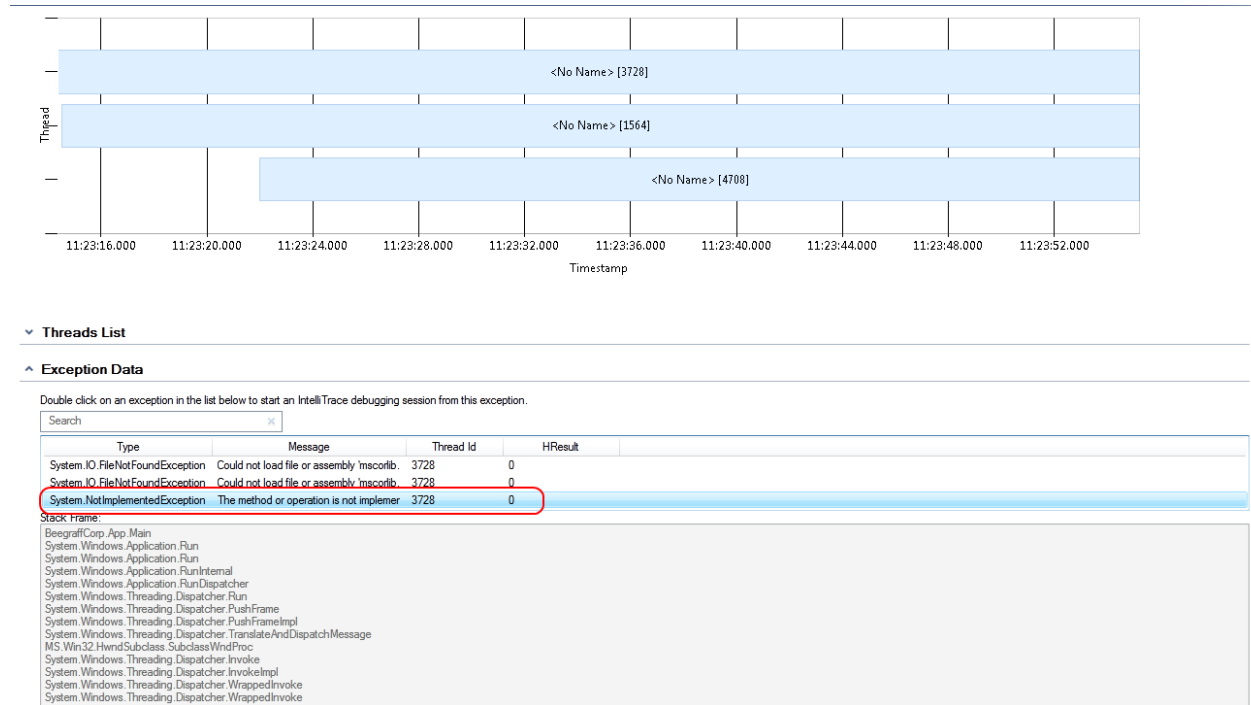 <No Name> [3728]
<No Name> [1564]
<No Name> [4708]
Thread
11:23:16.000 11:23:20.000 11:23:24.000 11:23:28.000 11:23:32.000 11:23:36.000 11:23:40.000 11:23:44.000 11:23:48.000 11:23:52.000
Timestamp
Threads List
Exception Data
Double click on an exception in the list below to start an IntelliTrace debugging session from this exception.
Search
Type Message Thread Id HResult
System.IO.FileNotFoundException Could not load file or assembly 'mscorlib. 3728 0
System.IO.FileNotFoundException Could not load file or assembly 'mscorlib. 3728 0
System.NotImplementedException The method or operation is not implemer 3728 0
Stack Frame:
BeegraffCorp.App.Main
System.Windows.Application.Run
System.Windows.Application.Run
System.Windows.Application.RunInternal
System.Windows.Application.RunDispatcher
System.Windows.Threading.Dispatcher.Run
System.Windows.Threading.Dispatcher.PushFrame
System.Windows.Threading.Dispatcher.PushFrameImpl
System.Windows.Threading.Dispatcher.TranslateAndDispatchMessage
MS.Win32.HwndSubclass.SubclassWndProc
System.Windows.Threading.Dispatcher.Invoke
System.Windows.Threading.Dispatcher.InvokeImpl
System.Windows.Threading.Dispatcher.WrappedInvoke
System.Windows.Threading.Dispatcher.WrappedInvoke